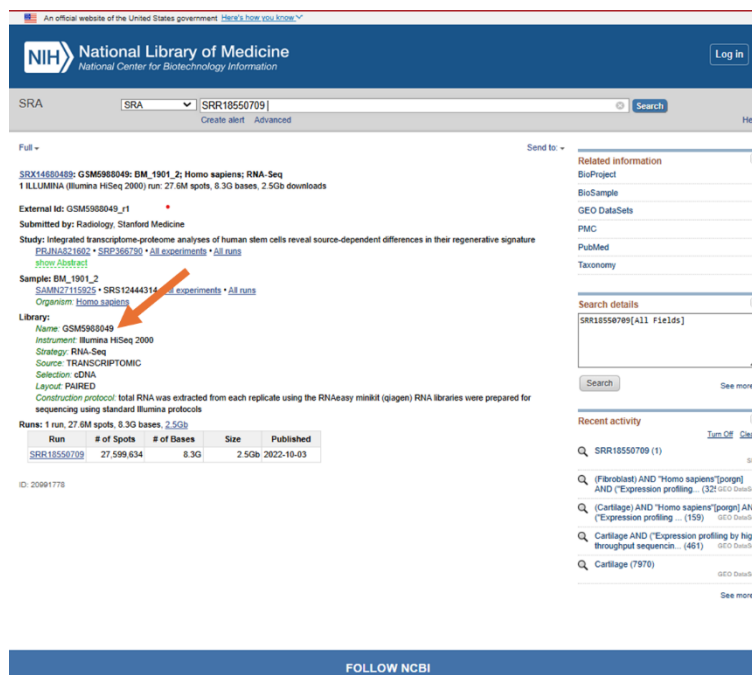 An official website of the United States government Here's how you know
NIH National Library of Medicine
National Center for Biotechnology Information
Log in
SRA SRA SRR18550709 Search
Create alert Advanced
Full
Send to:
SRX14680489: GSM5988049: BM_1901_2; Homo sapiens; RNA-Seq
1 ILLUMINA (Illumina HiSeq 2000) run: 27.6M spots, 8.3G bases, 2.5Gb downloads
External Id: GSM5988049_r1
Submitted by: Radiology, Stanford Medicine
Study: Integrated transcriptome-proteome analyses of human stem cells reveal source-dependent differences in their regenerative signature
PRJNA821602 • SRP366790 • All experiments • All runs
show Abstract
Sample: BM_1901_2
SAMN27115925 • SRS12444314 experiments • All runs
Organism: Homo sapiens
Library:
Name: GSM5988049
Instrument: Illumina HiSeq 2000
Strategy: RNA-Seq
Source: TRANSCRIPTOMIC
Selection: cDNA
Layout: PAIRED
Construction protocol: total RNA was extracted from each replicate using the RNAeasy minikit (qiagen) RNA libraries were prepared for
sequencing using standard Illumina protocols
Runs: 1 run, 27.6M spots, 8.3G bases, 2.5Gb
Run # of Spots # of Bases Size Published
SRR18550709 27,599,634 8.3G 2.5Gb 2022-10-03
ID: 20991778
Related information
BioProject
BioSample
GEO DataSets
PMC
PubMed
Taxonomy
Search details
SRR18550709[All Fields]
Search
See more
Recent activity
Turn Off
SRR18550709 (1)
(Fibroblast) AND "Homo sapiens"[porgn]
AND ("Expression profiling... GEO
(Cartilage) AND "Homo sapiens"[porgn]
("Expression profiling ... (159) GEO
Cartilage AND ("Expression profiling by
throughput sequencin... (461) GEO
Cartilage (7970)
GEO
See more
FOLLOW NCBI